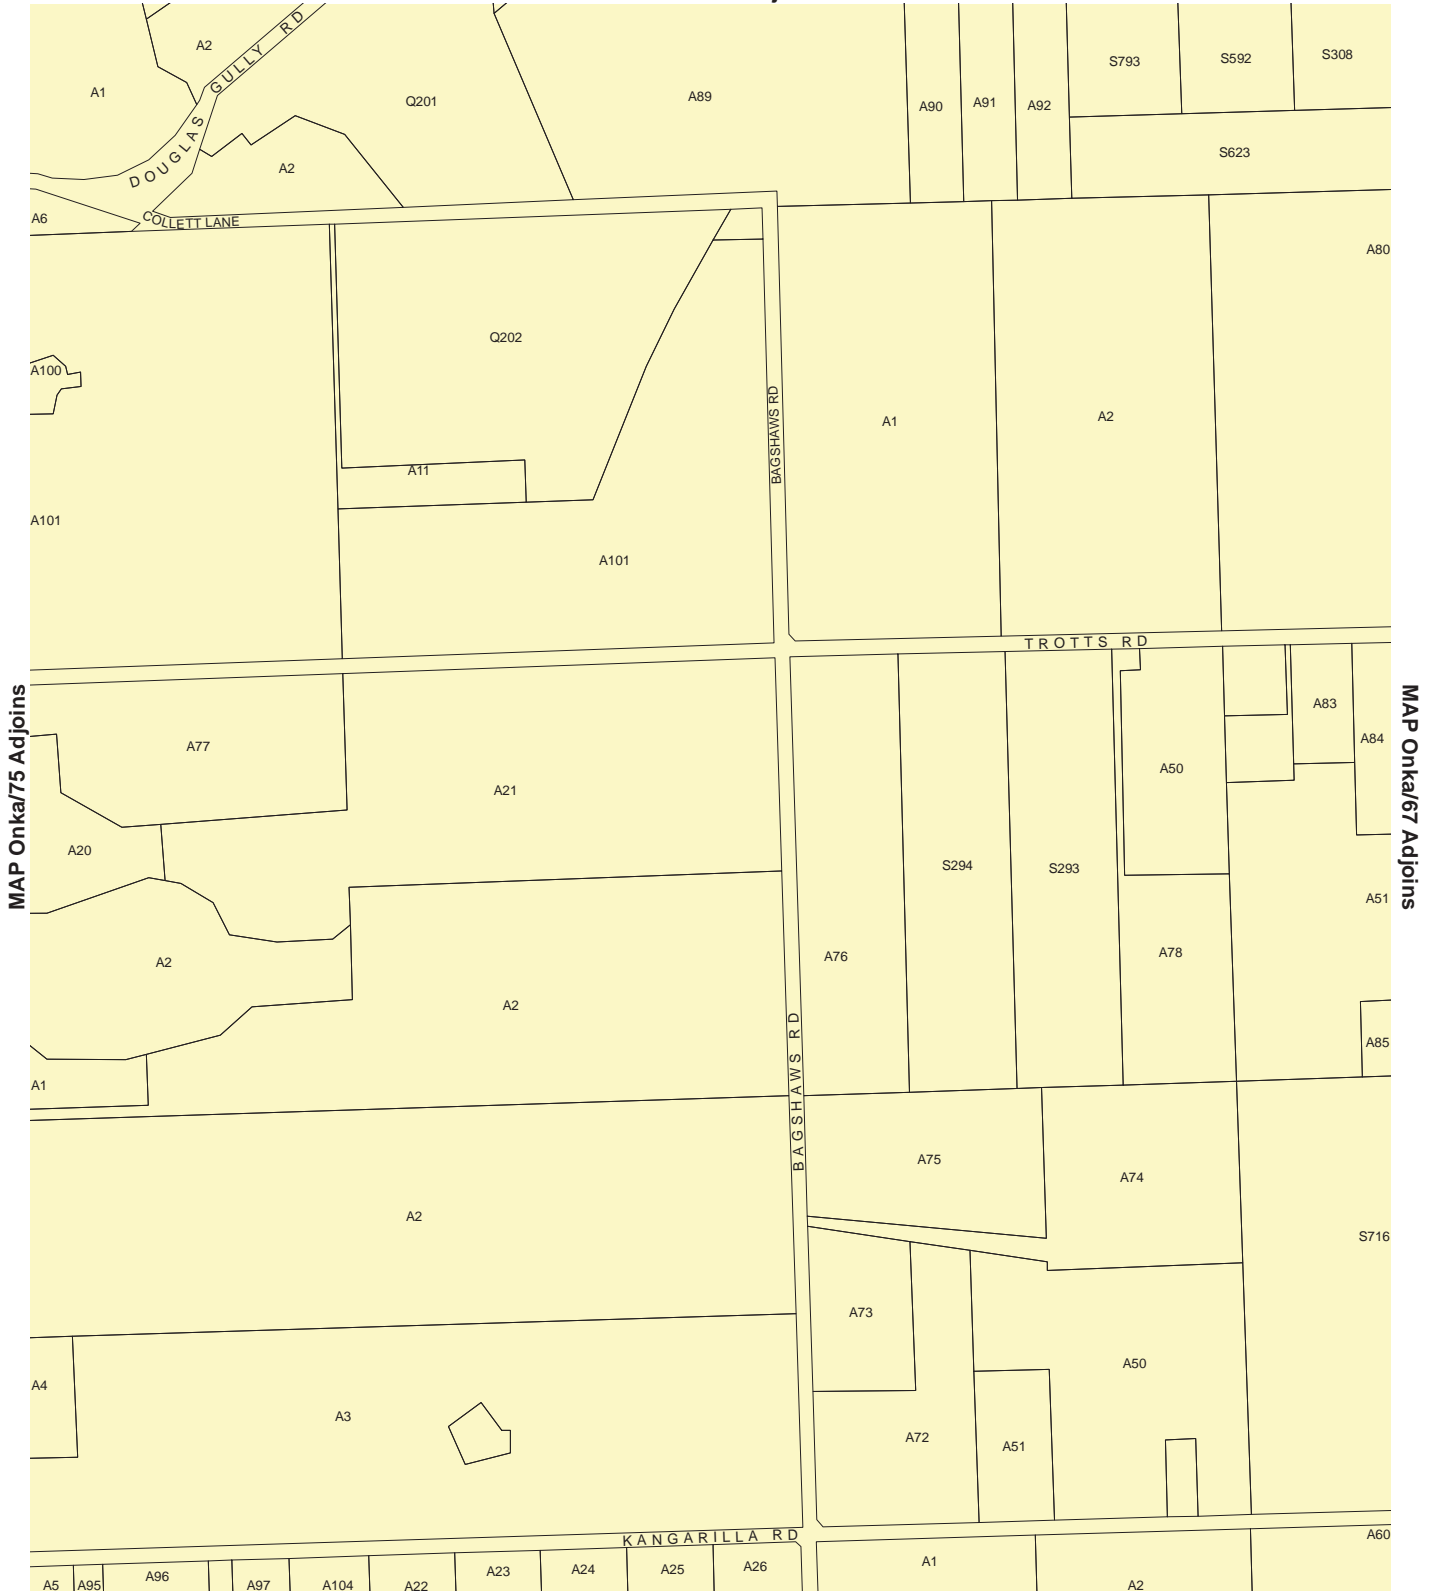 A2
DOUGLAS GULLY RD
A1
Q201
A89
A90
A91
A92
S793
S592
S308
S623
A2
A6
COLLETT LANE
A80
Q202
A100
BAGSHAWS RD
A1
A2
A11
A101
A101
TROTTS RD
MAP Onka/75 Adjoins
MAP Onka/67 Adjoins
A77
A21
A50
A83
A84
A20
S294
S293
A51
A76
A78
A2
A2
BAGSHAWS RD
A85
A1
A75
A74
A2
S716
A73
A50
A4
A3
A72
A51
KANGARILLA RD
A60
A5
A95
A96
A97
A104
A22
A23
A24
A25
A26
A1
A2